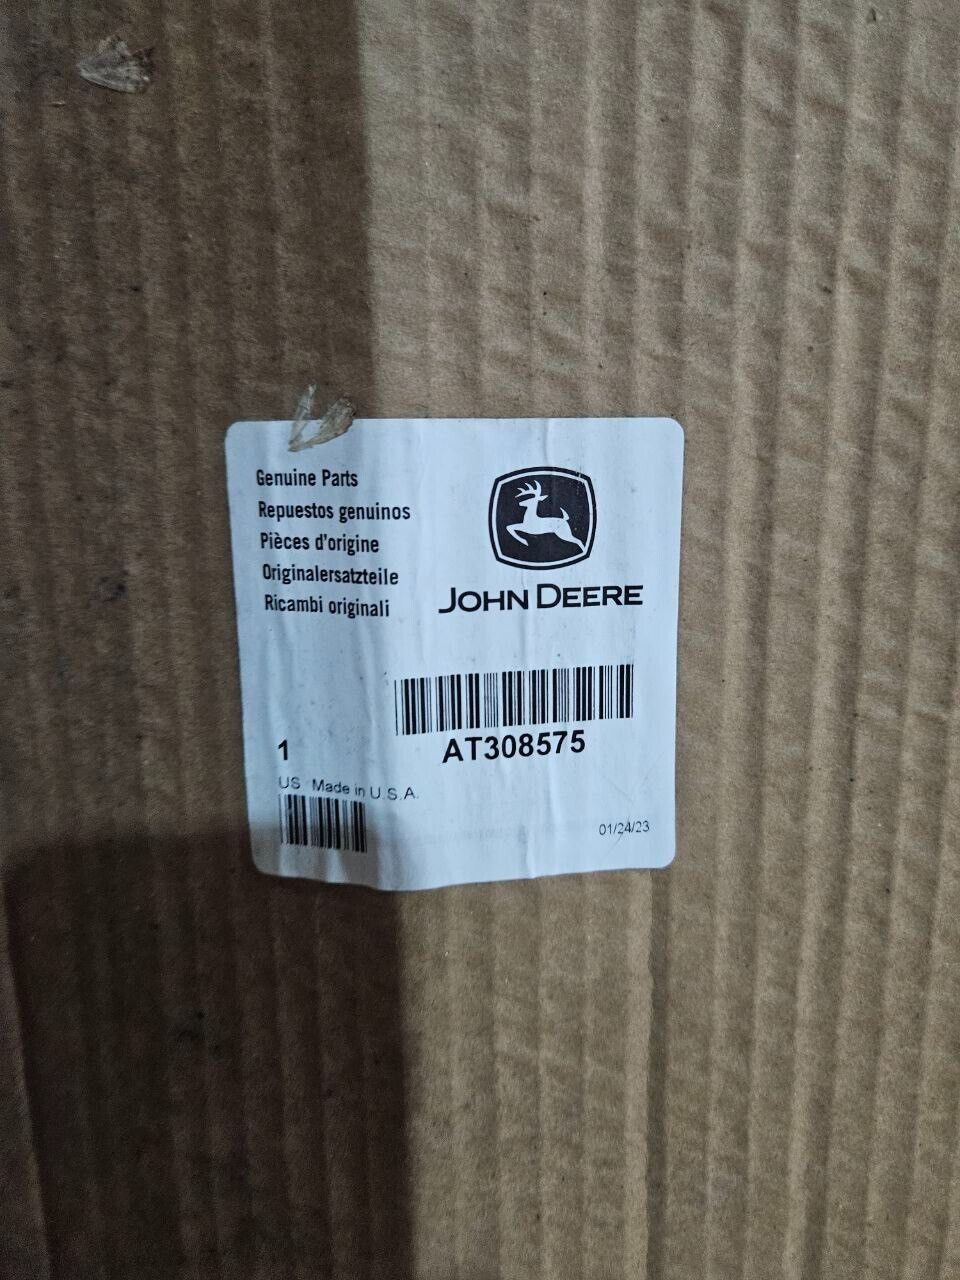 Genuine Parts
Repuestos genuinos
Pièces d'origine
Originalersatzteile
Ricambi originali
JOHN DEERE
AT308575
1
US Made in U.S.A.
01/24/23